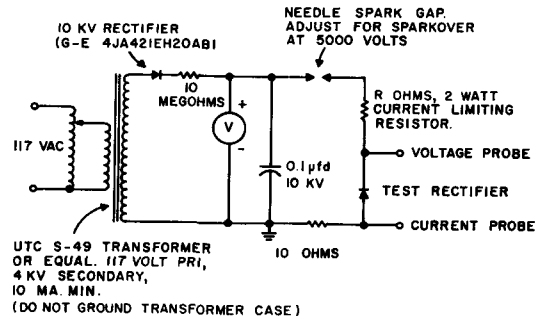 10 KV RECTIFIER
(G-E 4JA421EH20AB1
NEEDLE SPARK GAP.
ADJUST FOR SPARKOVER
AT 5000 VOLTS
10
MEGOHMS
+
V
-
R OHMS, 2 WATT
CURRENT LIMITING
RESISTOR.
117 VAC
0.1 µfd
10 KV
VOLTAGE PROBE
TEST RECTIFIER
CURRENT PROBE
10 OHMS
UTC S-49 TRANSFORMER
OR EQUAL. 117 VOLT PRI,
4 KV SECONDARY,
10 MA. MIN.
(DO NOT GROUND TRANSFORMER CASE)